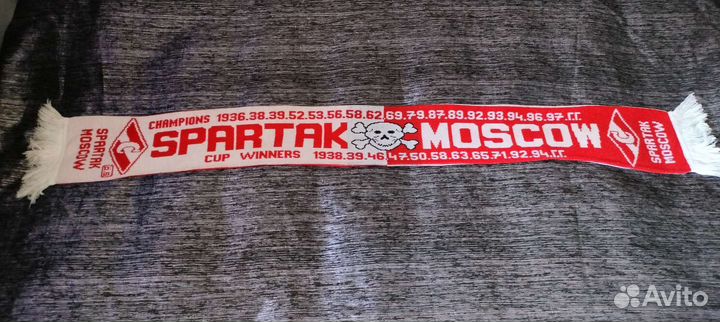 CHAMPIONS 1936.38.39.52.53.56.58.62.69.79.87.89.92.93.94.96.97.ГГ.
SPARTAK MOSCOW
CUP WINNERS 1938.39.46.47.50.58.63.65.71.92.94.ГГ.
SPARTAK
MOSCOW
SPARTAK
MOSCOW
C
Avito